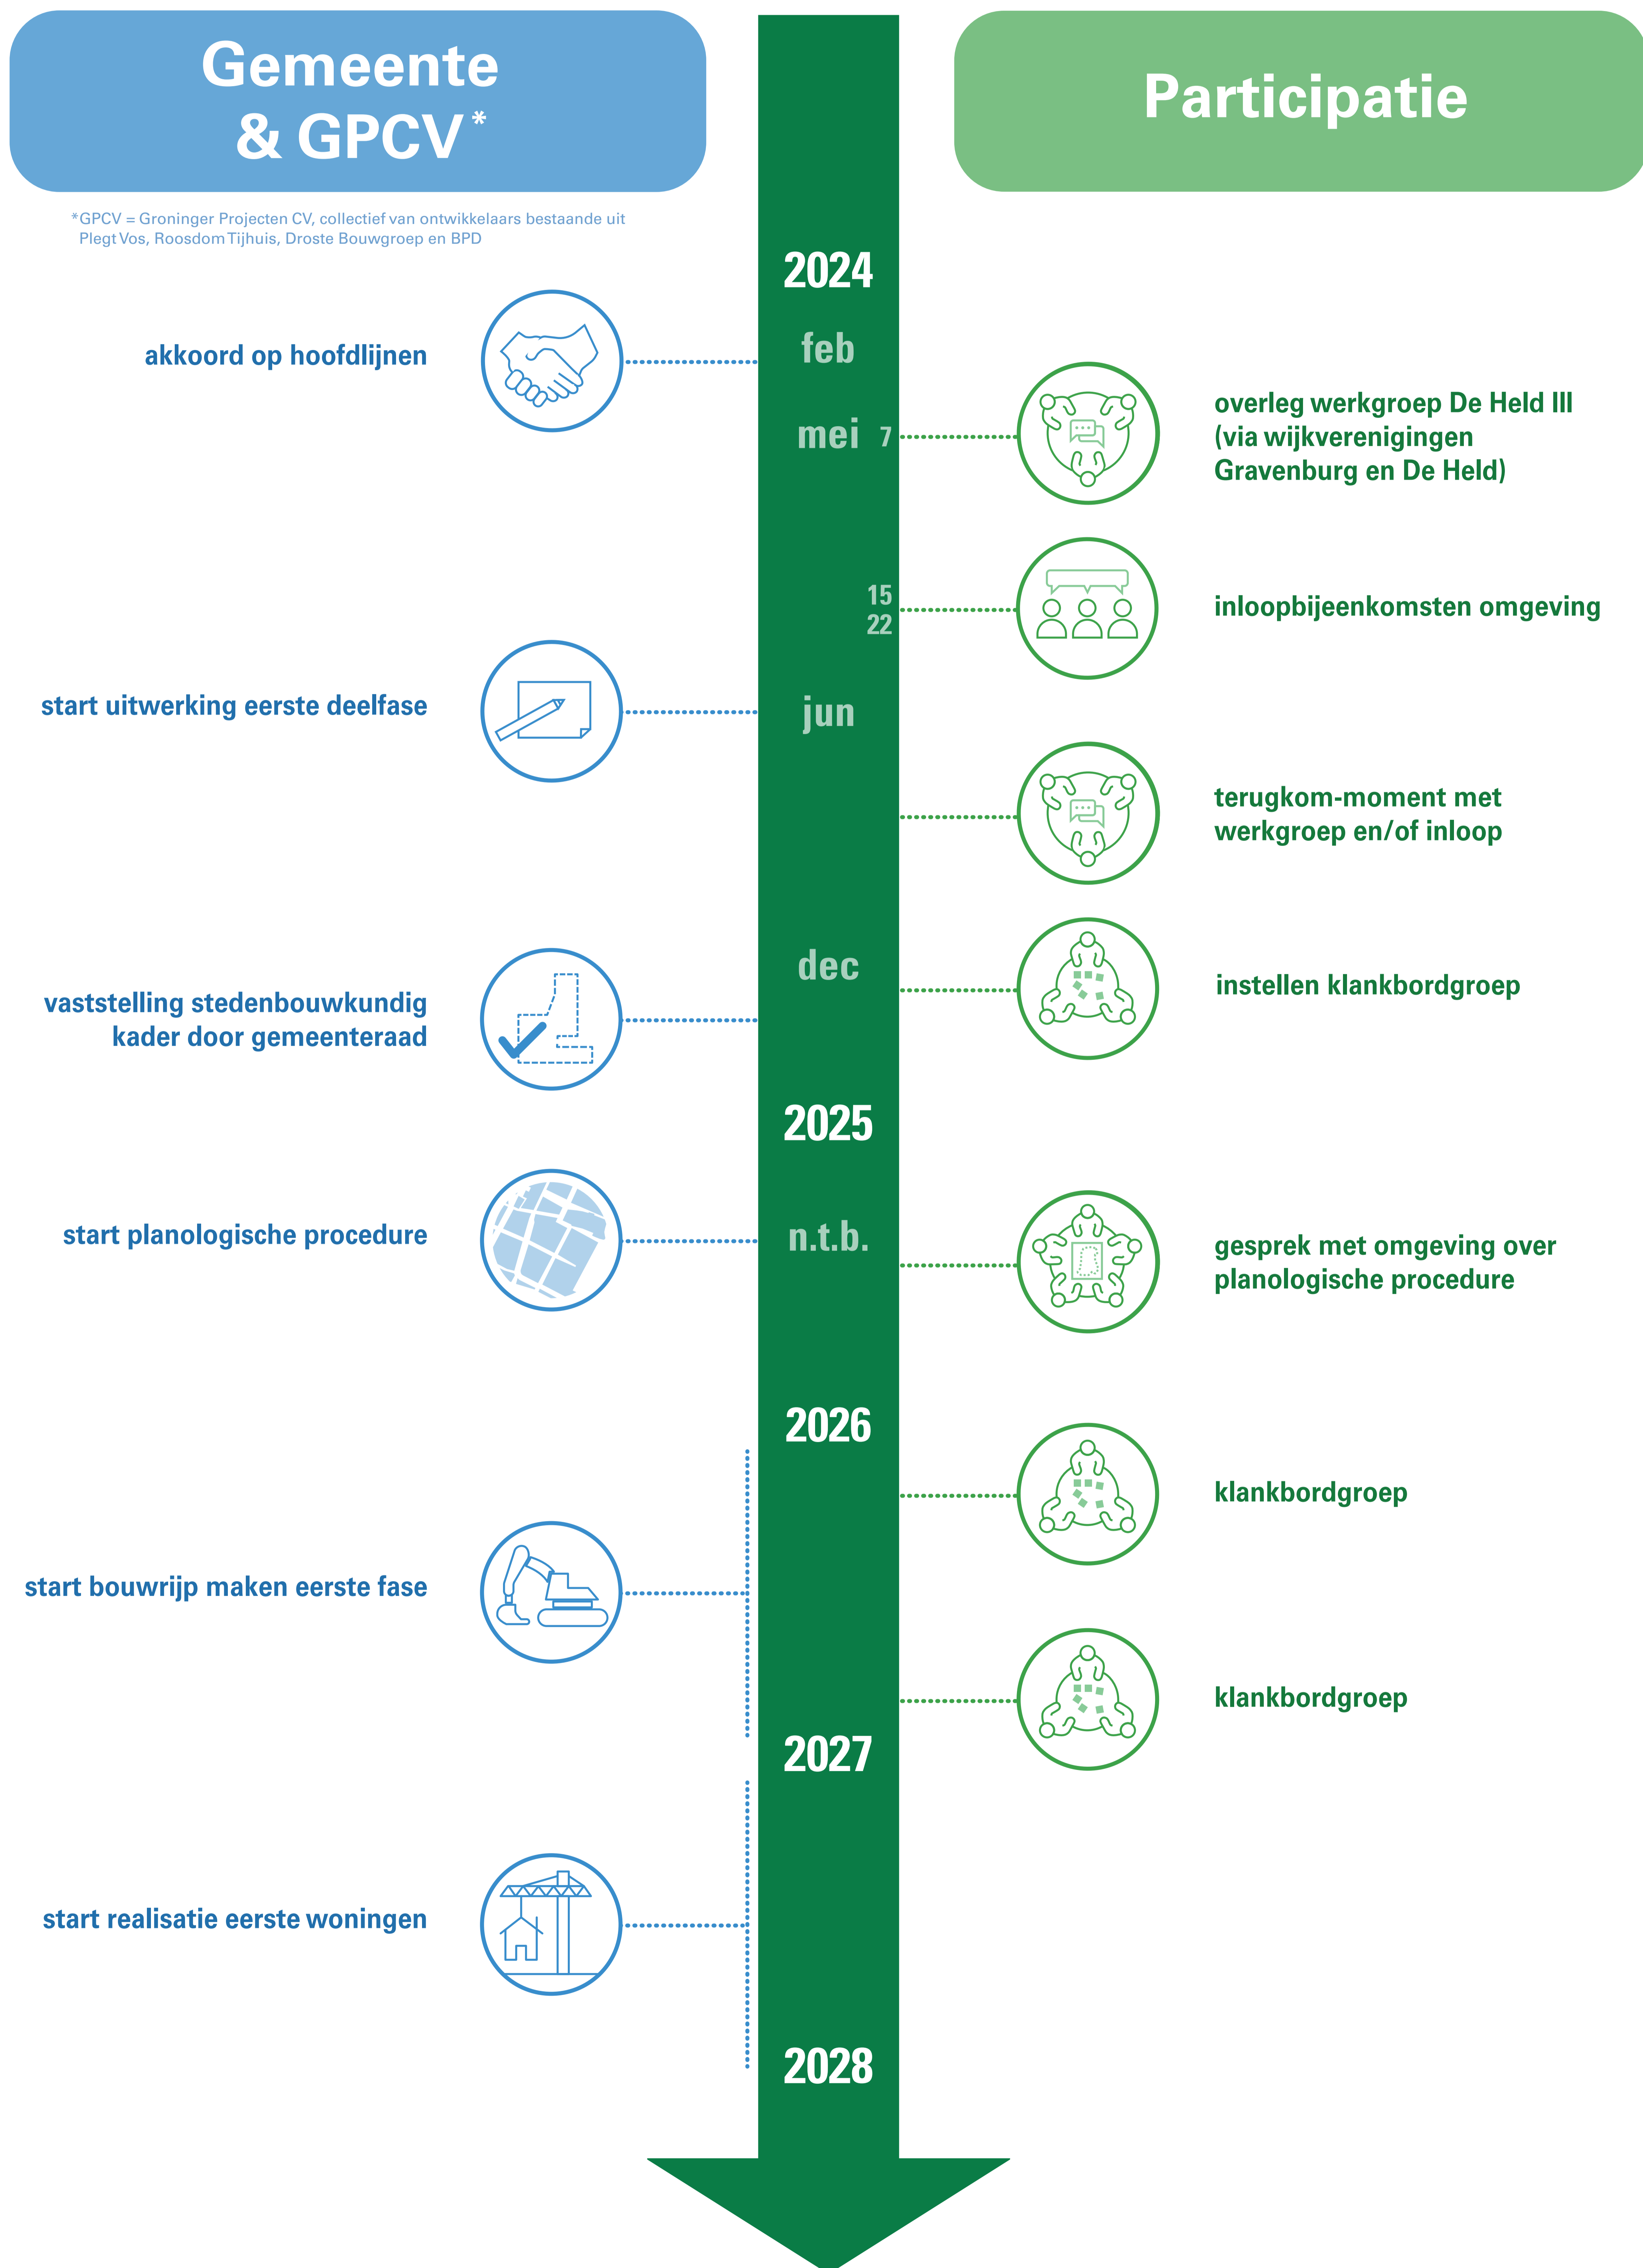 Gemeente
& GPCV*
Participatie
*GPCV = Groninger Projecten CV, collectief van ontwikkelaars bestaande uit
Plegt Vos, Roosdom Tijhuis, Droste Bouwgroep en BPD
2024
feb
akkoord op hoofdlijnen
mei 7
overleg werkgroep De Held III
(via wijkverenigingen
Gravenburg en De Held)
15
22
inloopbijeenkomsten omgeving
jun
start uitwerking eerste deelfase
terugkom-moment met
werkgroep en/of inloop
dec
instellen klankbordgroep
vaststelling stedenbouwkundig
kader door gemeenteraad
2025
n.t.b.
start planologische procedure
gesprek met omgeving over
planologische procedure
2026
klankbordgroep
start bouwrijp maken eerste fase
klankbordgroep
2027
start realisatie eerste woningen
2028